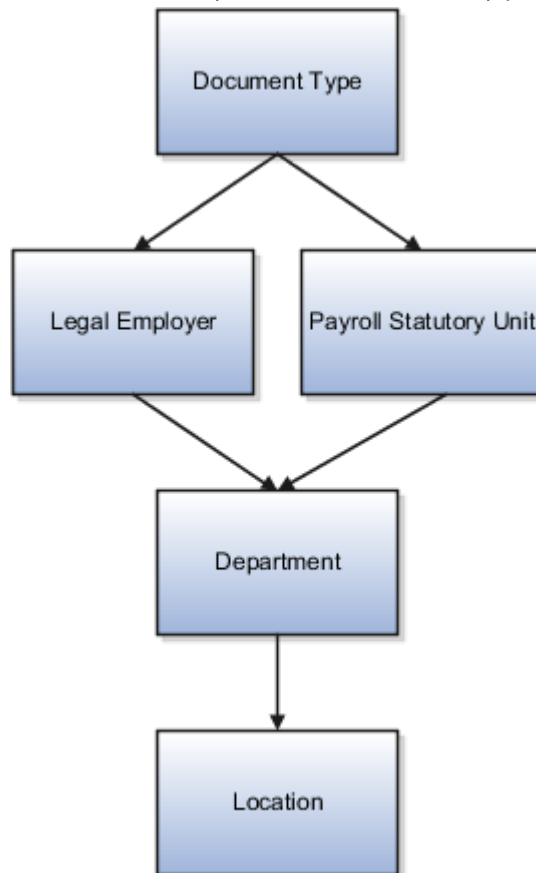 Document Type
Legal Employer
Payroll Statutory Unit
Department
Location